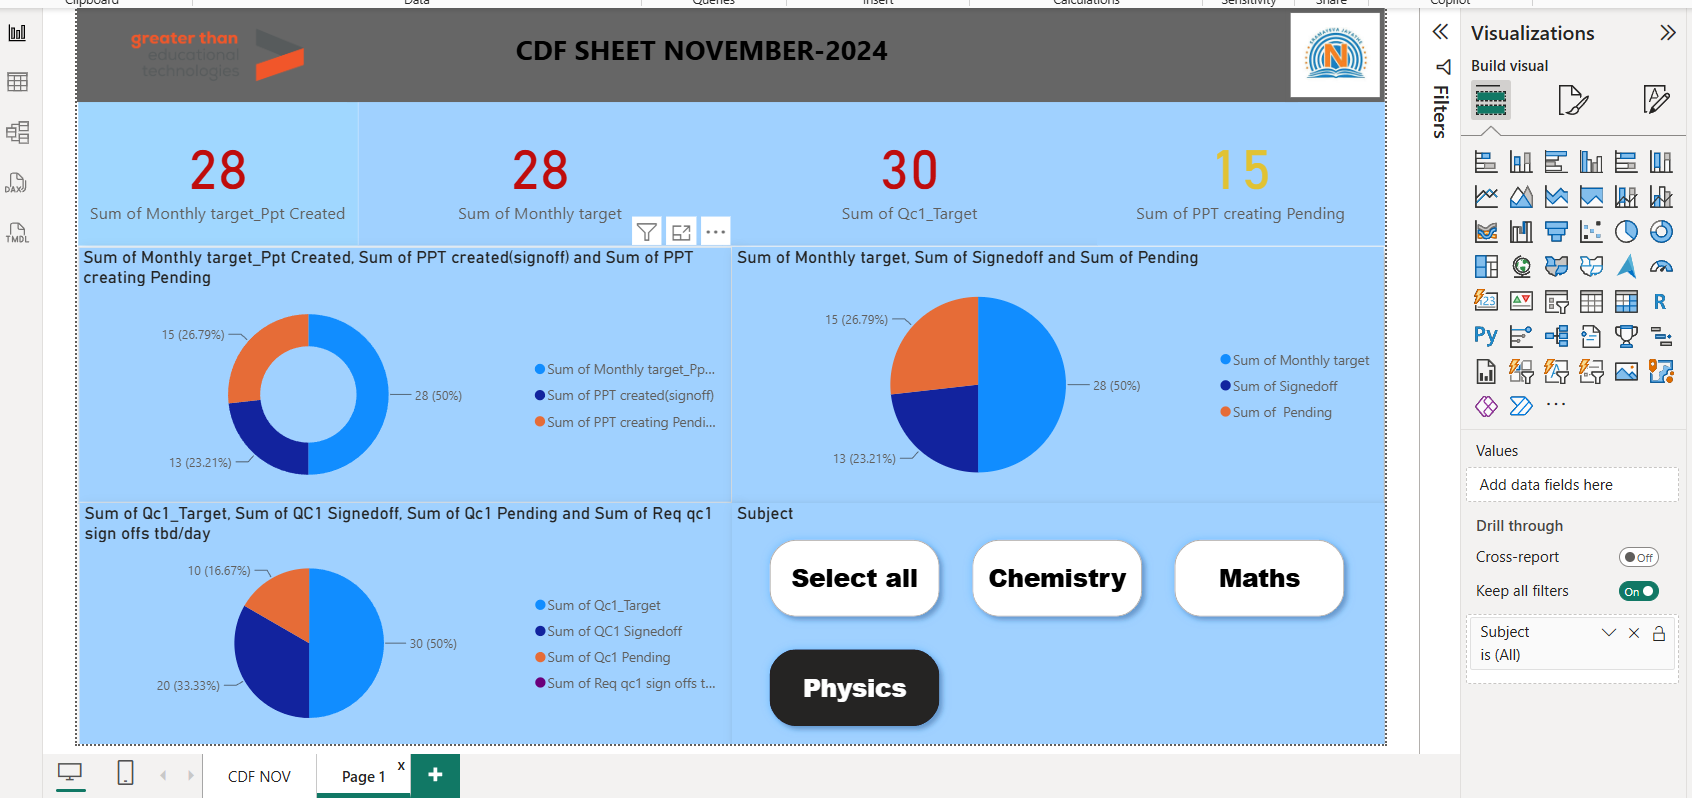 Clipboard
Data
Queries
Insert
Calculations
Sensitivity
Share
Copilot
greater than
educational
technologies
CDF SHEET NOVEMBER-2024
N
28
Sum of Monthly target_Ppt Created
28
Sum of Monthly target
30
Sum of Qc1_Target
15
Sum of PPT creating Pending
Sum of Monthly target_Ppt Created, Sum of PPT created(signoff) and Sum of PPT
creating Pending
15 (26.79%)
28 (50%)
13 (23.21%)
Sum of Monthly target_Pp...
Sum of PPT created(signoff)
Sum of PPT creating Pendi...
Sum of Monthly target, Sum of Signedoff and Sum of Pending
15 (26.79%)
28 (50%)
13 (23.21%)
Sum of Monthly target
Sum of Signedoff
Sum of Pending
Sum of Qc1_Target, Sum of QC1 Signedoff, Sum of Qc1 Pending and Sum of Req qc1
sign offs tbd/day
10 (16.67%)
30 (50%)
20 (33.33%)
Sum of Qc1_Target
Sum of QC1 Signedoff
Sum of Qc1 Pending
Sum of Req qc1 sign offs t...
Subject
Select all
Chemistry
Maths
Physics
CDF NOV
Page 1
x
+
DAX
TMDL
Filters
Visualizations
Build visual
123
R
Py
...
Values
Add data fields here
Drill through
Cross-report
Off
Keep all filters
On
Subject
is (All)